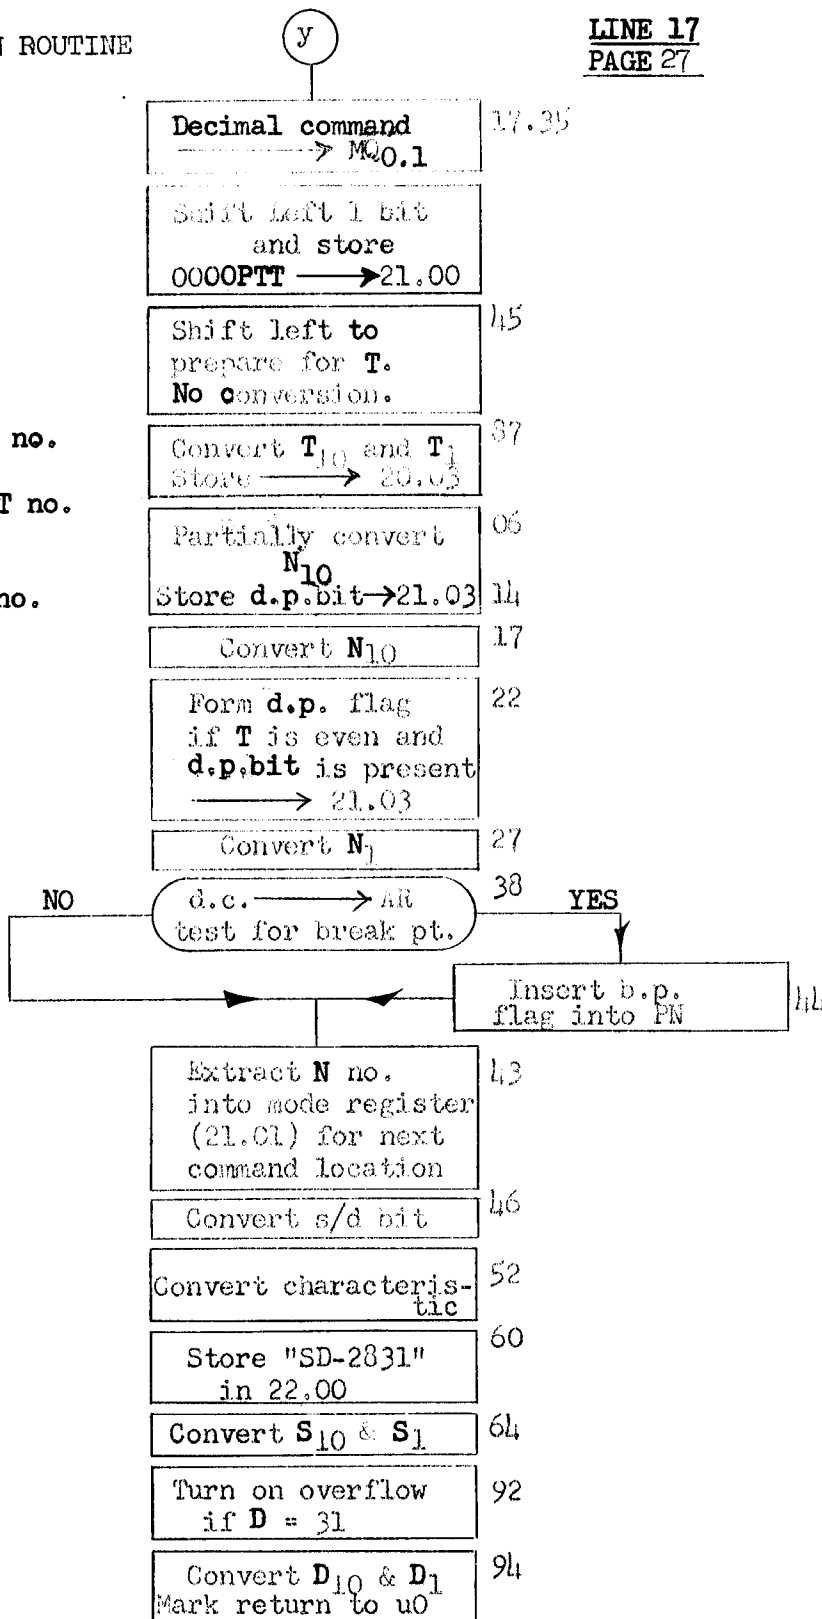 N ROUTINE
y
LINE 17
PAGE 27
Decimal command
→ MQ0.1
17.35
Shift Left 1 bit
and store
0000PTT → 21.00
Shift left to
prepare for T.
No conversion.
45
no.
Convert T10 and T1
Store → 20.03
87
T no.
Partially convert
N10
Store d.p.bit→21.03
06
14
no.
Convert N10
17
Form d.p. flag
if T is even and
d.p.bit is present
→ 21.03
22
Convert N1
27
NO
d.c. → AR
test for break pt.
38
YES
Insert b.p.
flag into PN
44
Extract N no.
into mode register
(21.01) for next
command location
43
Convert s/d bit
46
Convert characteris-
tic
52
Store "SD-2831"
in 22.00
60
Convert S10 & S1
64
Turn on overflow
if D = 31
92
Convert D10 & D1
Mark return to u0
94